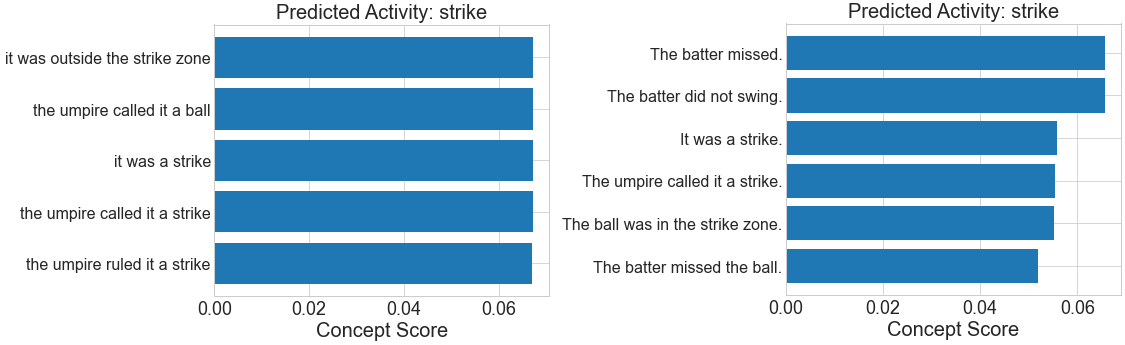 Predicted Activity: strike
it was outside the strike zone
the umpire called it a ball
it was a strike
the umpire called it a strike
the umpire ruled it a strike
0.00 0.02 0.04 0.06
Concept Score
Predicted Activity: strike
The batter missed.
The batter did not swing.
It was a strike.
The umpire called it a strike.
The ball was in the strike zone.
The batter missed the ball.
0.00 0.02 0.04 0.06
Concept Score